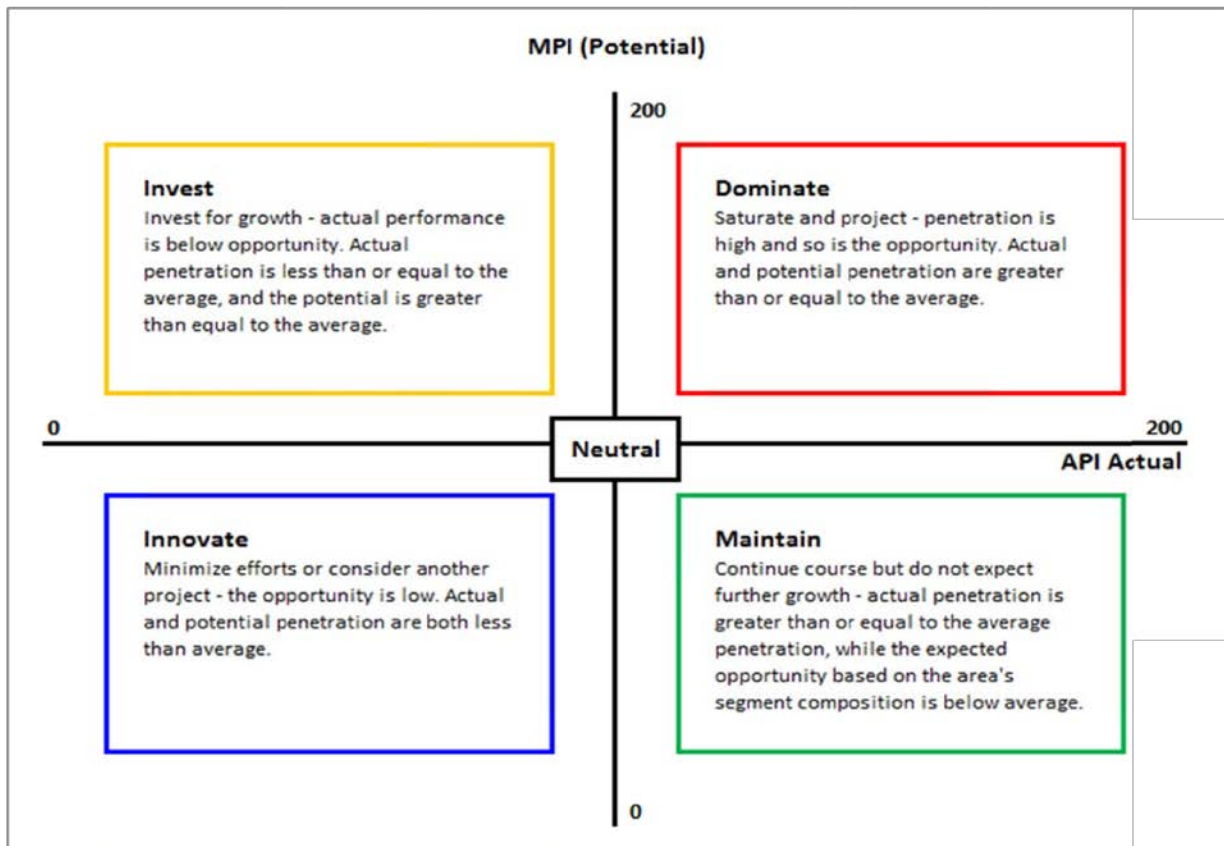 MPI (Potential)
200
Invest
Invest for growth - actual performance
is below opportunity. Actual
penetration is less than or equal to the
average, and the potential is greater
than equal to the average.
Dominate
Saturate and project - penetration is
high and so is the opportunity. Actual
and potential penetration are greater
than or equal to the average.
0
Neutral
200
API Actual
Innovate
Minimize efforts or consider another
project - the opportunity is low. Actual
and potential penetration are both less
than average.
Maintain
Continue course but do not expect
further growth - actual penetration is
greater than or equal to the average
penetration, while the expected
opportunity based on the area's
segment composition is below average.
0